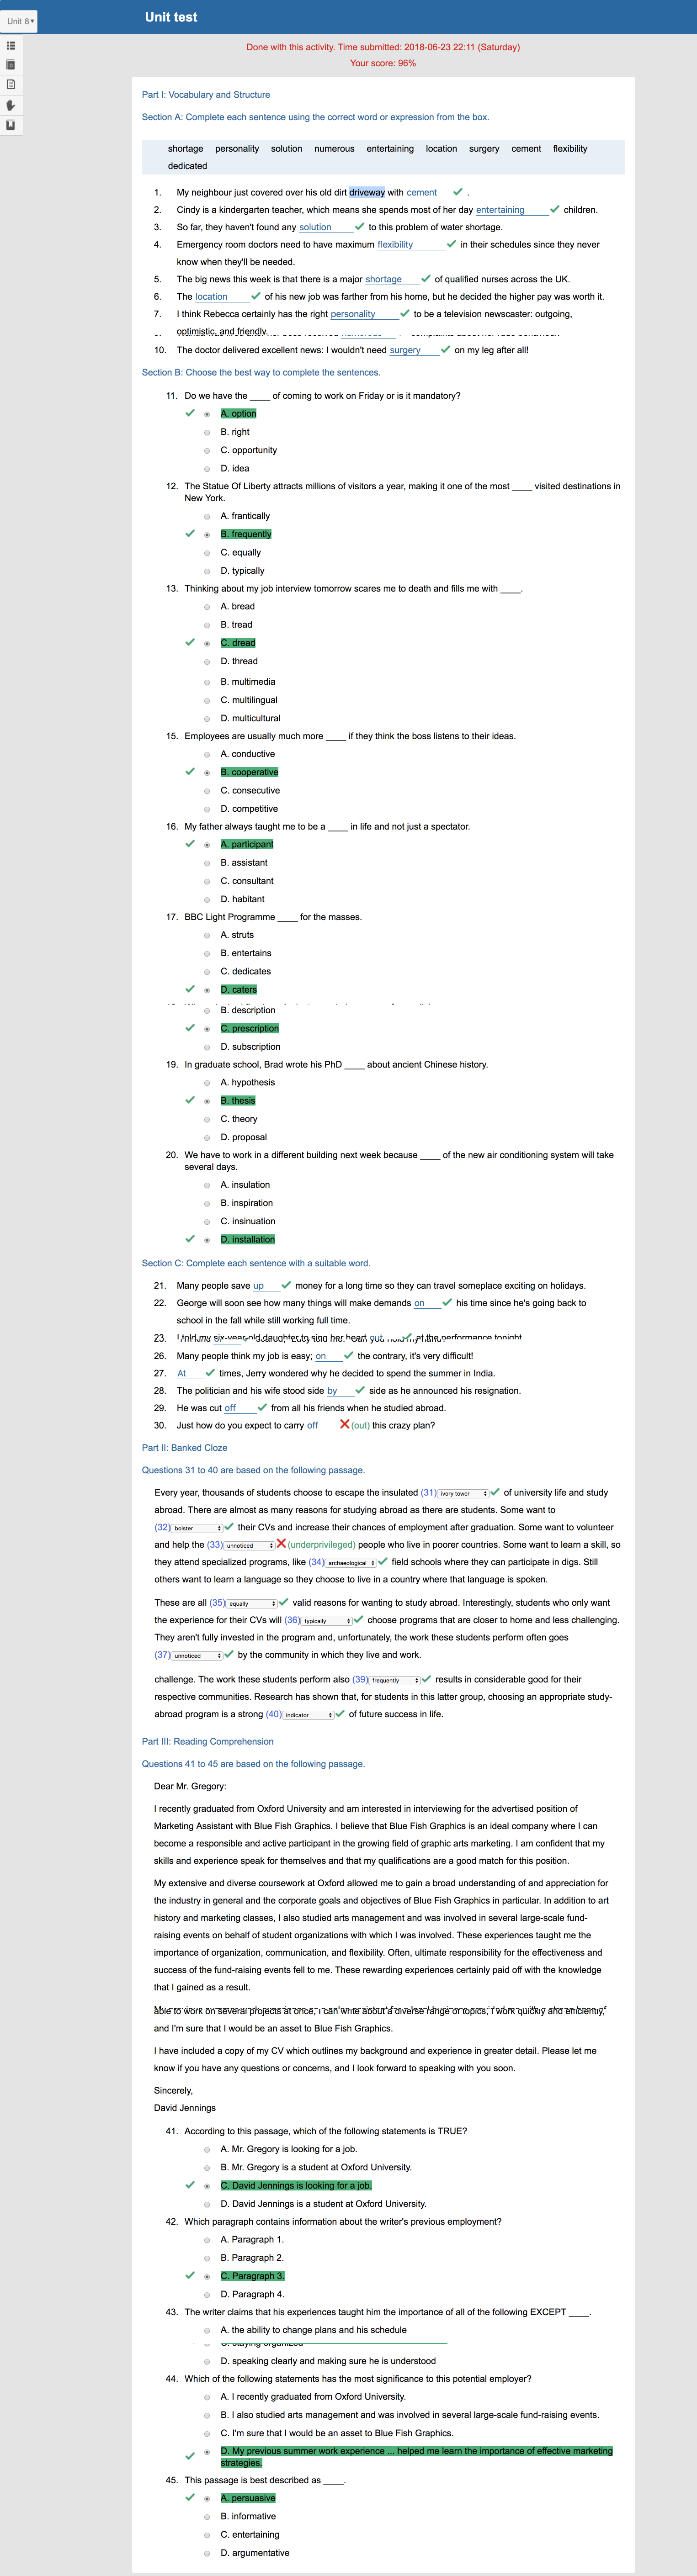 Unit test
Unit 8
Done with this activity. Time submitted: 2018-06-23 22:11 (Saturday)
Your score: 96%
Part I: Vocabulary and Structure
Section A: Complete each sentence using the correct word or expression from the box.
shortage personality solution numerous entertaining location surgery cement flexibility
dedicated
1. My neighbour just covered over his old dirt driveway with cement .
2. Cindy is a kindergarten teacher, which means she spends most of her day entertaining children.
3. So far, they haven't found any solution to this problem of water shortage.
4. Emergency room doctors need to have maximum flexibility in their schedules since they never
know when they'll be needed.
5. The big news this week is that there is a major shortage of qualified nurses across the UK.
6. The location of his new job was farther from his home, but he decided the higher pay was worth it.
7. I think Rebecca certainly has the right personality to be a television newscaster: outgoing,
optimistic, and friendly.
10. The doctor delivered excellent news: I wouldn't need surgery on my leg after all!
Section B: Choose the best way to complete the sentences.
11. Do we have the ____ of coming to work on Friday or is it mandatory?
A. option
B. right
C. opportunity
D. idea
12. The Statue Of Liberty attracts millions of visitors a year, making it one of the most ____ visited destinations in
New York.
A. frantically
B. frequently
C. equally
D. typically
13. Thinking about my job interview tomorrow scares me to death and fills me with ____.
A. bread
B. tread
C. dread
D. thread
B. multimedia
C. multilingual
D. multicultural
15. Employees are usually much more ____ if they think the boss listens to their ideas.
A. conductive
B. cooperative
C. consecutive
D. competitive
16. My father always taught me to be a ____ in life and not just a spectator.
A. participant
B. assistant
C. consultant
D. habitant
17. BBC Light Programme ____ for the masses.
A. struts
B. entertains
C. dedicates
D. caters
B. description
C. prescription
D. subscription
19. In graduate school, Brad wrote his PhD ____ about ancient Chinese history.
A. hypothesis
B. thesis
C. theory
D. proposal
20. We have to work in a different building next week because ____ of the new air conditioning system will take
several days.
A. insulation
B. inspiration
C. insinuation
D. installation
Section C: Complete each sentence with a suitable word.
21. Many people save up money for a long time so they can travel someplace exciting on holidays.
22. George will soon see how many things will make demands on his time since he's going back to
school in the fall while still working full time.
23. I told my six-year-old daughter to sing her heart out at the performance tonight.
26. Many people think my job is easy; on the contrary, it's very difficult!
27. At times, Jerry wondered why he decided to spend the summer in India.
28. The politician and his wife stood side by side as he announced his resignation.
29. He was cut off from all his friends when he studied abroad.
30. Just how do you expect to carry off (out) this crazy plan?
Part II: Banked Cloze
Questions 31 to 40 are based on the following passage.
Every year, thousands of students choose to escape the insulated (31) ivory tower of university life and study
abroad. There are almost as many reasons for studying abroad as there are students. Some want to
(32) bolster their CVs and increase their chances of employment after graduation. Some want to volunteer
and help the (33) unnoticed (underprivileged) people who live in poorer countries. Some want to learn a skill, so
they attend specialized programs, like (34) archaeological field schools where they can participate in digs. Still
others want to learn a language so they choose to live in a country where that language is spoken.
These are all (35) equally valid reasons for wanting to study abroad. Interestingly, students who only want
the experience for their CVs will (36) typically choose programs that are closer to home and less challenging.
They aren't fully invested in the program and, unfortunately, the work these students perform often goes
(37) unnoticed by the community in which they live and work.
challenge. The work these students perform also (39) frequently results in considerable good for their
respective communities. Research has shown that, for students in this latter group, choosing an appropriate study-
abroad program is a strong (40) indicator of future success in life.
Part III: Reading Comprehension
Questions 41 to 45 are based on the following passage.
Dear Mr. Gregory:
I recently graduated from Oxford University and am interested in interviewing for the advertised position of
Marketing Assistant with Blue Fish Graphics. I believe that Blue Fish Graphics is an ideal company where I can
become a responsible and active participant in the growing field of graphic arts marketing. I am confident that my
skills and experience speak for themselves and that my qualifications are a good match for this position.
My extensive and diverse coursework at Oxford allowed me to gain a broad understanding of and appreciation for
the industry in general and the corporate goals and objectives of Blue Fish Graphics in particular. In addition to art
history and marketing classes, I also studied arts management and was involved in several large-scale fund-
raising events on behalf of student organizations with which I was involved. These experiences taught me the
importance of organization, communication, and flexibility. Often, ultimate responsibility for the effectiveness and
success of the fund-raising events fell to me. These rewarding experiences certainly paid off with the knowledge
that I gained as a result.
able to work on several projects at once, I can write about a diverse range of topics, I work quickly and efficiently,
and I'm sure that I would be an asset to Blue Fish Graphics.
I have included a copy of my CV which outlines my background and experience in greater detail. Please let me
know if you have any questions or concerns, and I look forward to speaking with you soon.
Sincerely,
David Jennings
41. According to this passage, which of the following statements is TRUE?
A. Mr. Gregory is looking for a job.
B. Mr. Gregory is a student at Oxford University.
C. David Jennings is looking for a job.
D. David Jennings is a student at Oxford University.
42. Which paragraph contains information about the writer's previous employment?
A. Paragraph 1.
B. Paragraph 2.
C. Paragraph 3.
D. Paragraph 4.
43. The writer claims that his experiences taught him the importance of all of the following EXCEPT ____.
A. the ability to change plans and his schedule
C. staying organized
D. speaking clearly and making sure he is understood
44. Which of the following statements has the most significance to this potential employer?
A. I recently graduated from Oxford University.
B. I also studied arts management and was involved in several large-scale fund-raising events.
C. I'm sure that I would be an asset to Blue Fish Graphics.
D. My previous summer work experience ... helped me learn the importance of effective marketing
strategies.
45. This passage is best described as ____.
A. persuasive
B. informative
C. entertaining
D. argumentative